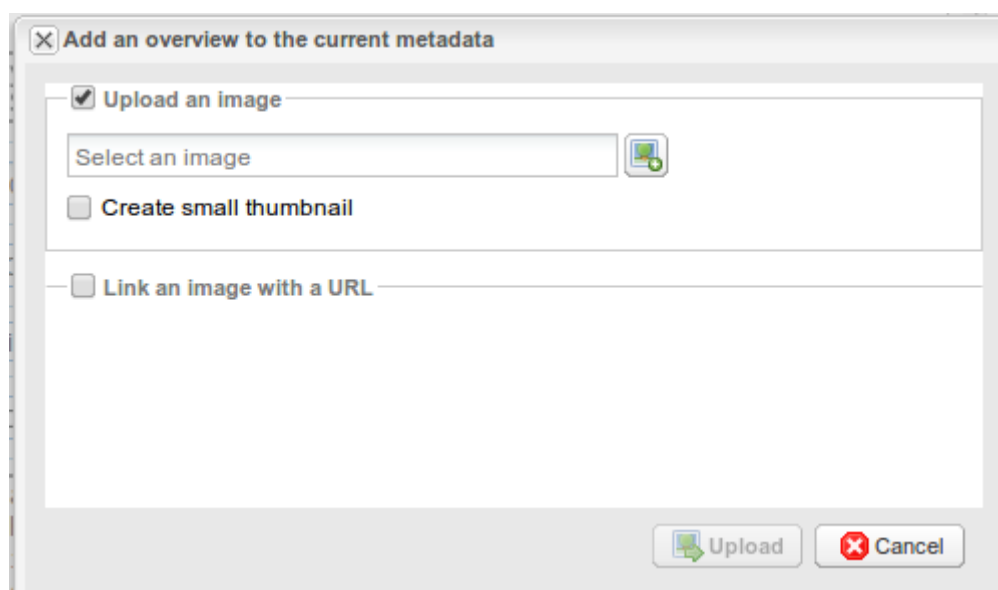 Add an overview to the current metadata
Upload an image
Select an image
Create small thumbnail
Link an image with a URL
Upload
Cancel